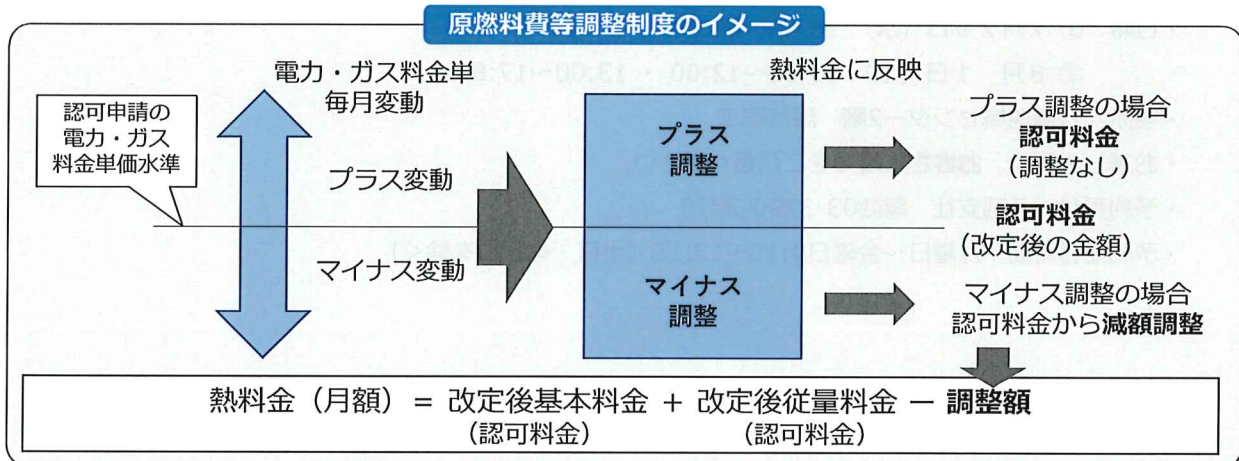 原燃料費等調整制度のイメージ
電力・ガス料金単
毎月変動
熱料金に反映
認可申請の
電力・ガス
料金単価水準
プラス変動
マイナス変動
プラス
調整
マイナス
調整
プラス調整の場合
認可料金
(調整なし)
認可料金
(改定後の金額)
マイナス調整の場合
認可料金から減額調整
熱料金(月額)= 改定後基本料金 + 改定後従量料金 − 調整額
(認可料金) (認可料金)